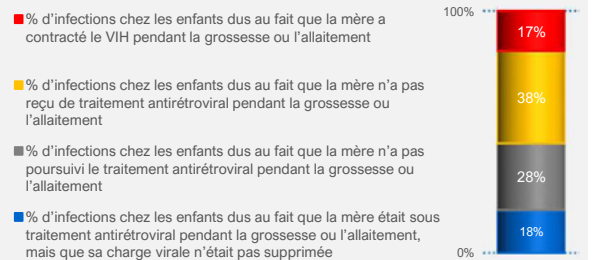 % d'infections chez les enfants dus au fait que la mère a
contracté le VIH pendant la grossesse ou l'allaitement
% d'infections chez les enfants dus au fait que la mère n'a pas
reçu de traitement antirétroviral pendant la grossesse ou
l'allaitement
% d'infections chez les enfants dus au fait que la mère n'a pas
poursuivi le traitement antirétroviral pendant la grossesse ou
l'allaitement
% d'infections chez les enfants dus au fait que la mère était sous
traitement antirétroviral pendant la grossesse ou l'allaitement,
mais que sa charge virale n'était pas supprimée
100%
17%
38%
28%
18%
0%